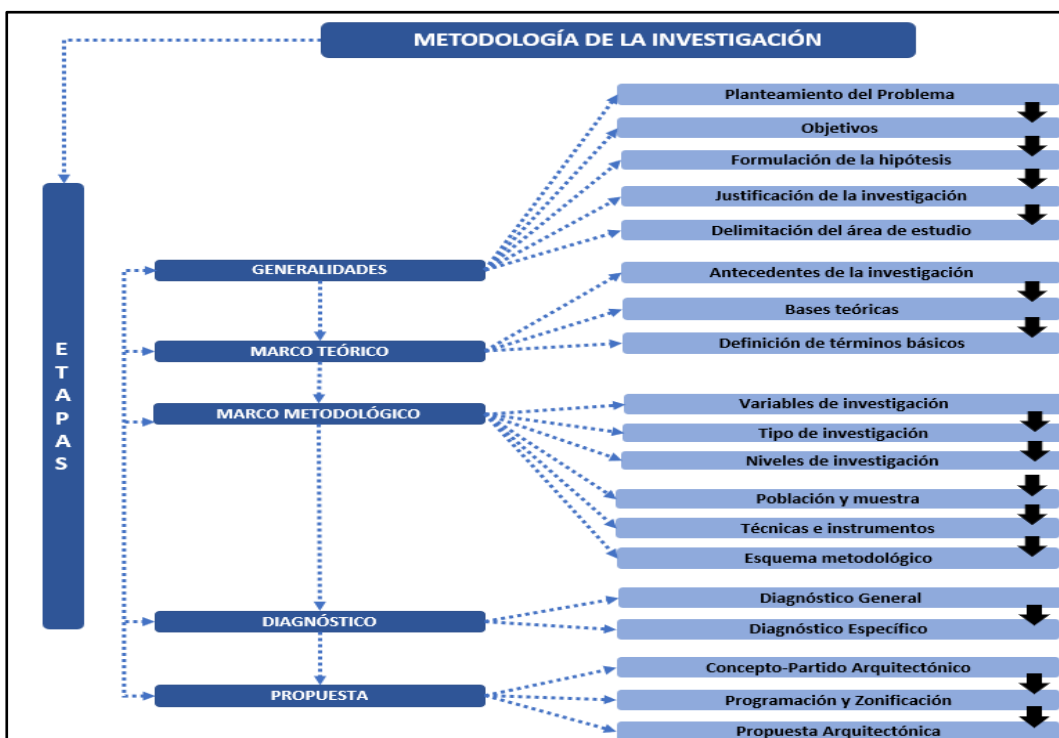 METODOLOGÍA DE LA INVESTIGACIÓN
ETAPAS
GENERALIDADES
Planteamiento del Problema
Objetivos
Formulación de la hipótesis
Justificación de la investigación
Delimitación del área de estudio
MARCO TEÓRICO
Antecedentes de la investigación
Bases teóricas
Definición de términos básicos
MARCO METODOLÓGICO
Variables de investigación
Tipo de investigación
Niveles de investigación
Población y muestra
Técnicas e instrumentos
Esquema metodológico
DIAGNÓSTICO
Diagnóstico General
Diagnóstico Específico
PROPUESTA
Concepto-Partido Arquitectónico
Programación y Zonificación
Propuesta Arquitectónica